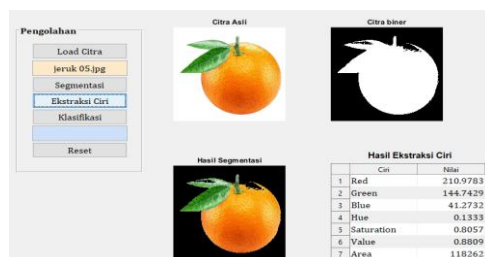 Pengolahan
Load Citra
jeruk 05.jpg
Segmentasi
Ekstraksi Ciri
Klasifikasi
Reset
Citra Asli
Citra biner
Hasil Segmentasi
Hasil Ekstraksi Ciri
Ciri Nilai
1 Red 210.9783
2 Green 144.7429
3 Blue 41.2732
4 Hue 0.1333
5 Saturation 0.8057
6 Value 0.8809
7 Area 118262